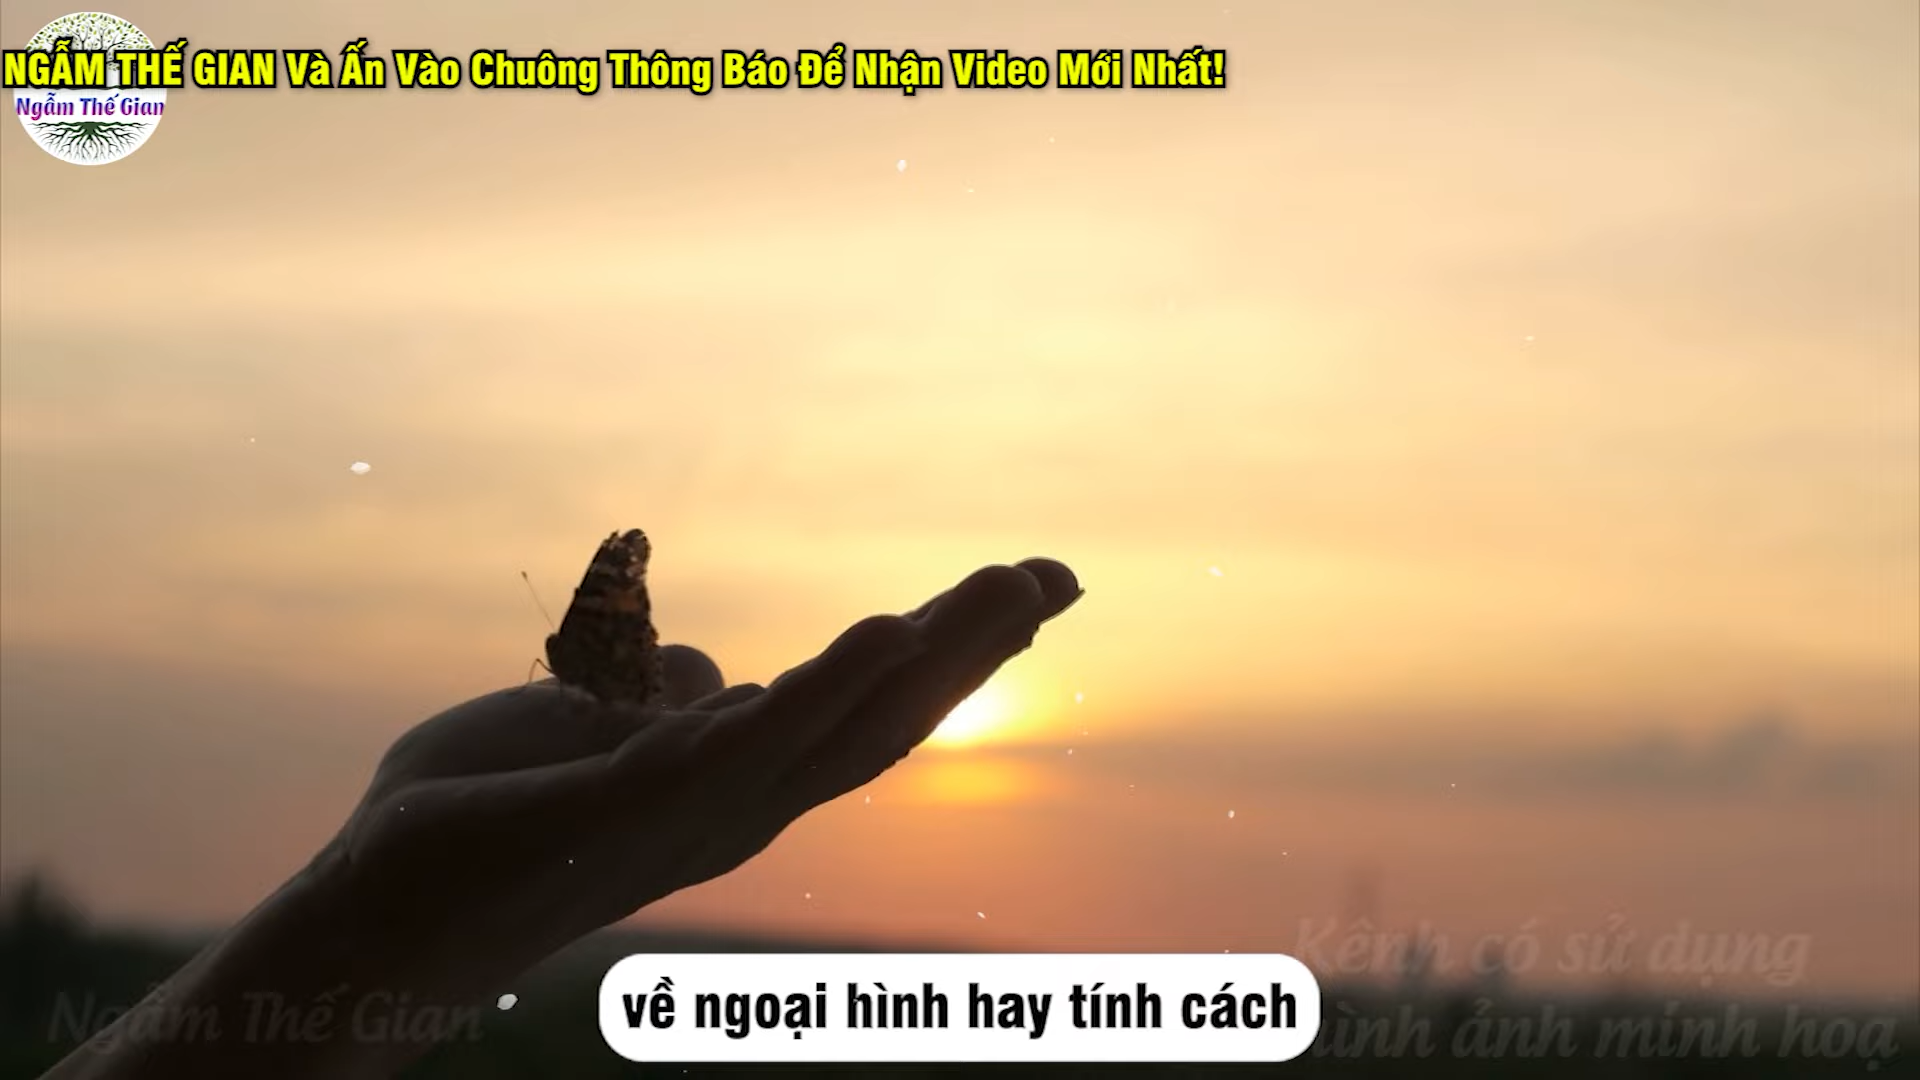 NGẪM THẾ GIAN Và Ấn Vào Chuông Thông Báo Để Nhận Video Mới Nhất!
Ngẫm Thế Gian
Kênh có sử dụng
hình ảnh minh hoạ
Ngẫm Thế Gian
về ngoại hình hay tính cách